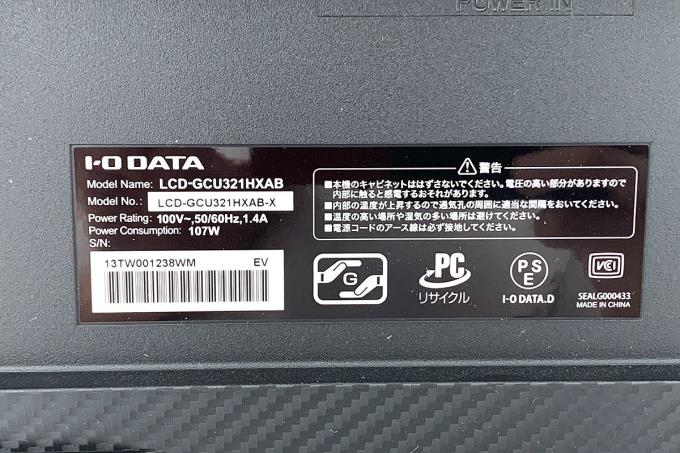 POWER IN
I-O DATA
Model Name: LCD-GCU321HXAB
Model No.: LCD-GCU321HXAB-X
Power Rating: 100V~,50/60Hz,1.4A
Power Consumption: 107W
S/N:
13TW001238WM EV
警告
■本機のキャビネットははずさないでください。電圧の高い部分がありますので
内部に触ると感電するおそれがあります。
■内部の温度が上昇するので通気孔の周囲に適当な間隔をおいてください。
■温度の高い場所や湿気の多い場所は避けてください。
■電源コードのアース線は必ず接地してください。
G
PC
リサイクル
PSE
I-O DATA.D
VCCI
SEALG000433
MADE IN CHINA